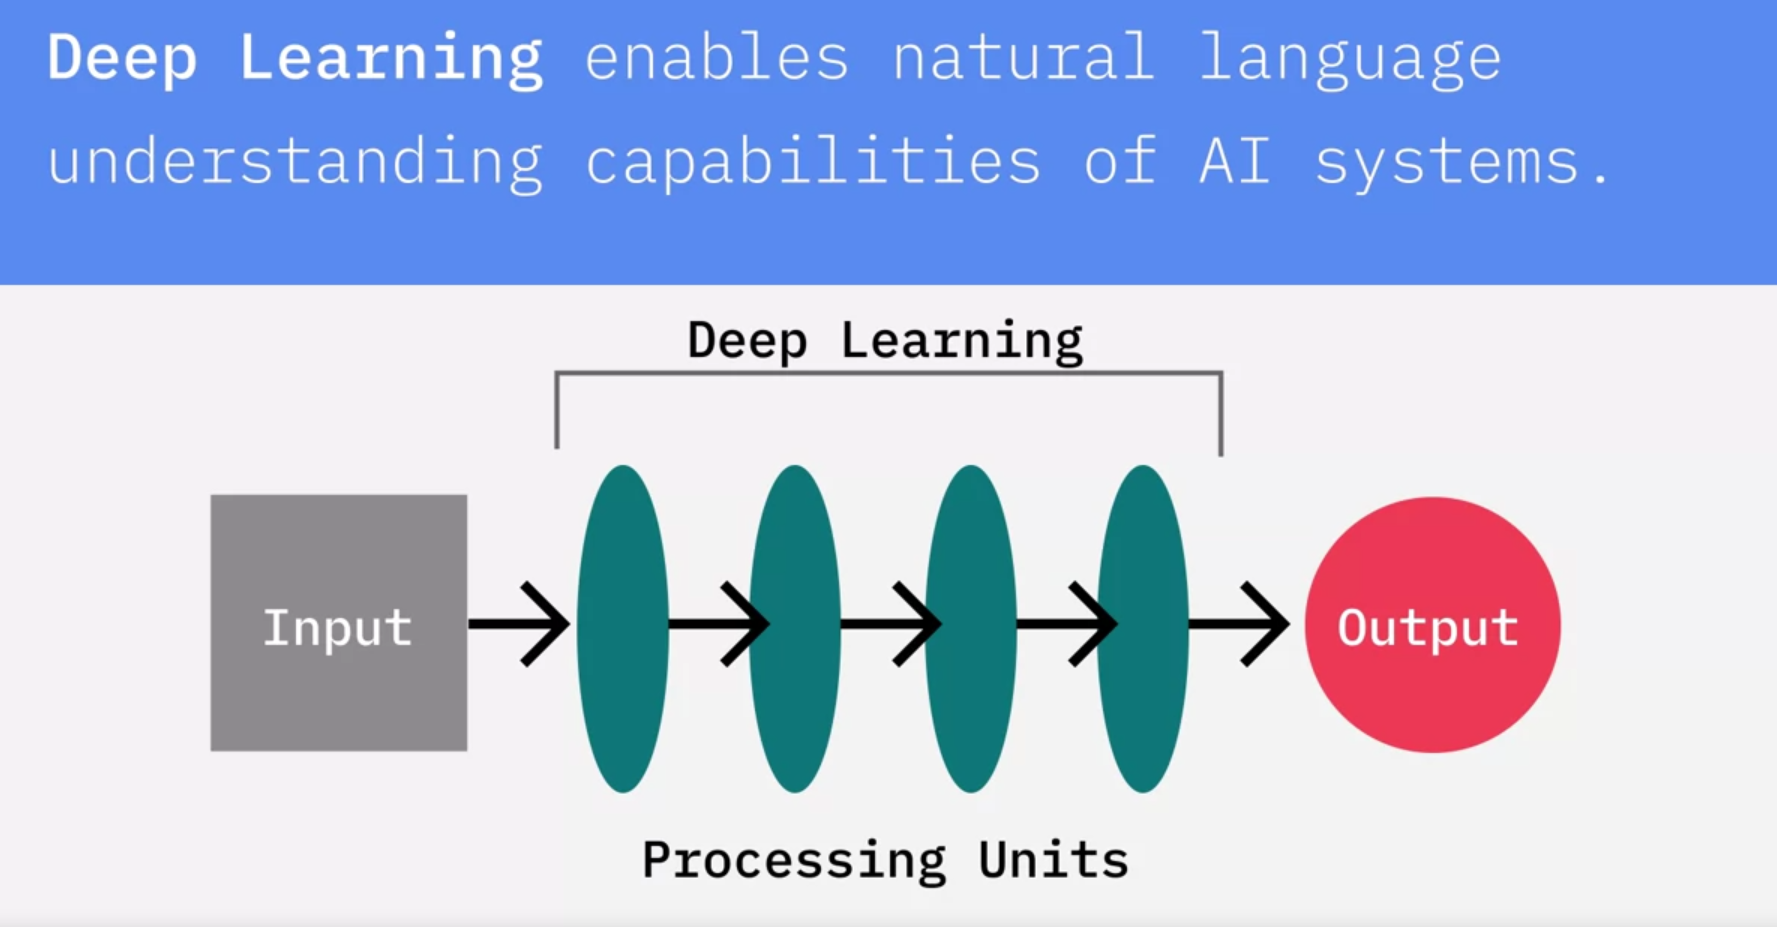 Deep Learning enables natural language
understanding capabilities of AI systems.
Deep Learning
Input
Output
Processing Units